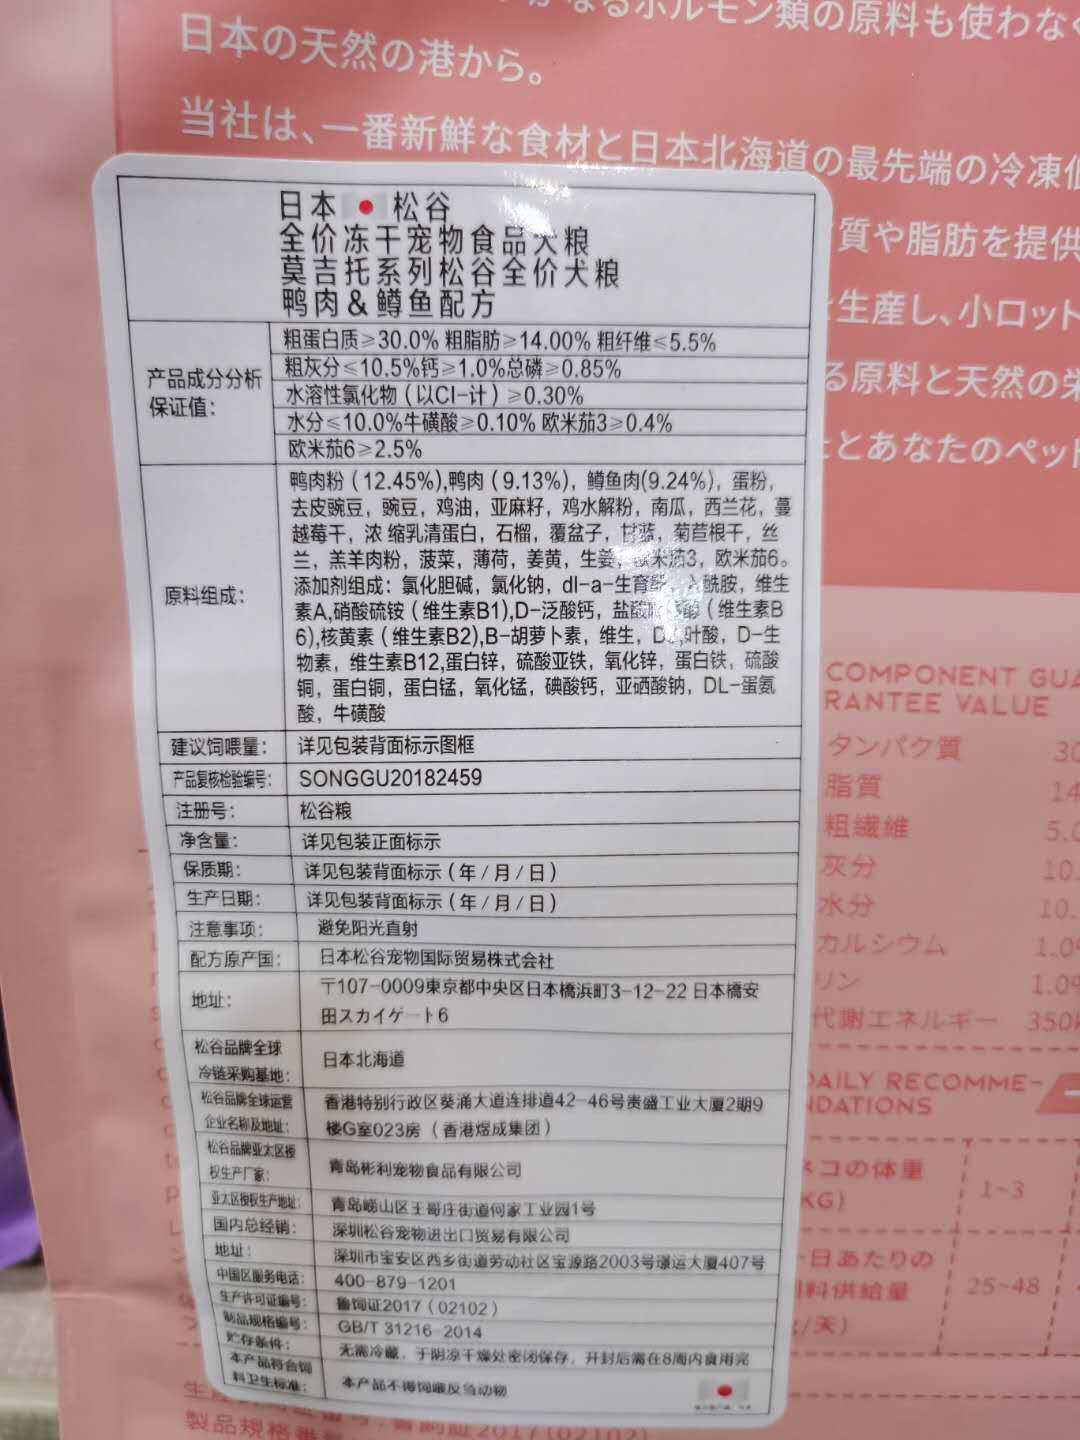 なるホルモン類の原料も使わな
日本の天然の港から。
当社は、一番新鮮な食材と日本北海道の最先端の冷凍
質や脂肪を提供
生産し、小ロット
る原料と天然の栄
とあなたのペット
日本 松谷
全价冻干宠物食品犬粮
莫吉托系列松谷全价犬粮
鸭肉&鳟鱼配方
产品成分分析
保证值：
粗蛋白质≥30.0% 粗脂肪≥14.00% 粗纤维≤5.5%
粗灰分≤10.5%钙≥1.0%总磷≥0.85%
水溶性氯化物（以CI-计）≥0.30%
水分≤10.0%牛磺酸≥0.10% 欧米茄3≥0.4%
欧米茄6≥2.5%
原料组成：
鸭肉粉（12.45%),鸭肉（9.13%），鳟鱼肉(9.24%)，蛋粉，
去皮豌豆，豌豆，鸡油，亚麻籽，鸡水解粉，南瓜，西兰花，蔓
越莓干，浓 缩乳清蛋白，石榴，覆盆子，甘蓝，菊苣根干，丝
兰，羔羊肉粉，菠菜，薄荷，姜黄，生姜，欧米茄3，欧米茄6。
添加剂组成：氯化胆碱，氯化钠，dl-a-生育酚，酰胺，维生
素A,硝酸硫铵（维生素B1),D-泛酸钙，盐酸（维生素B
6),核黄素（维生素B2),B-胡萝卜素，维生，叶酸，D-生
物素，维生素B12,蛋白锌，硫酸亚铁，氧化锌，蛋白铁，硫酸
铜，蛋白铜，蛋白锰，氧化锰，碘酸钙，亚硒酸钠，DL-蛋氨
酸，牛磺酸
建议饲喂量： 详见包装背面标示图框
产品复核检验编号： SONGGU20182459
注册号： 松谷粮
净含量： 详见包装正面标示
保质期： 详见包装背面标示（年/月/日）
生产日期： 详见包装背面标示（年/月/日）
注意事项： 避免阳光直射
配方原产国： 日本松谷宠物国际贸易株式会社
地址：
〒107-0009東京都中央区日本橋浜町3-12-22 日本橋安
田スカイゲート6
松谷品牌全球
冷链采购基地： 日本北海道
松谷品牌全球运营
企业名称及地址：
香港特别行政区葵涌大道连排道42-46号贵盛工业大厦2期9
楼G室023房（香港煜成集团）
松谷品牌亚太区授
权生产厂家： 青岛彬利宠物食品有限公司
亚太区授权生产地址： 青岛崂山区王哥庄街道何家工业园1号
国内总经销： 深圳松谷宠物进出口贸易有限公司
地址： 深圳市宝安区西乡街道劳动社区宝源路2003号璟运大厦407号
中国区服务电话： 400-879-1201
生产许可证编号： 鲁饲证2017（02102）
制品规格编号： GB/T 31216-2014
贮存条件： 无需冷藏，于阴凉干燥处密闭保存，开封后需在8周内食用完
本产品符合饲
料卫生标准： 本产品不得饲喂反刍动物
COMPONENT GUA
RANTEE VALUE
タンパク質 30
脂質 14
粗繊維 5.0
灰分 10.
水分 10.
カルシウム 1.0
リン 1.0
代謝エネルギー 350
DAILY RECOMME-
NDATIONS
ネコの体重
KG) 1-3
一日あたりの
料供給量 25-48
/天)
製品規格番